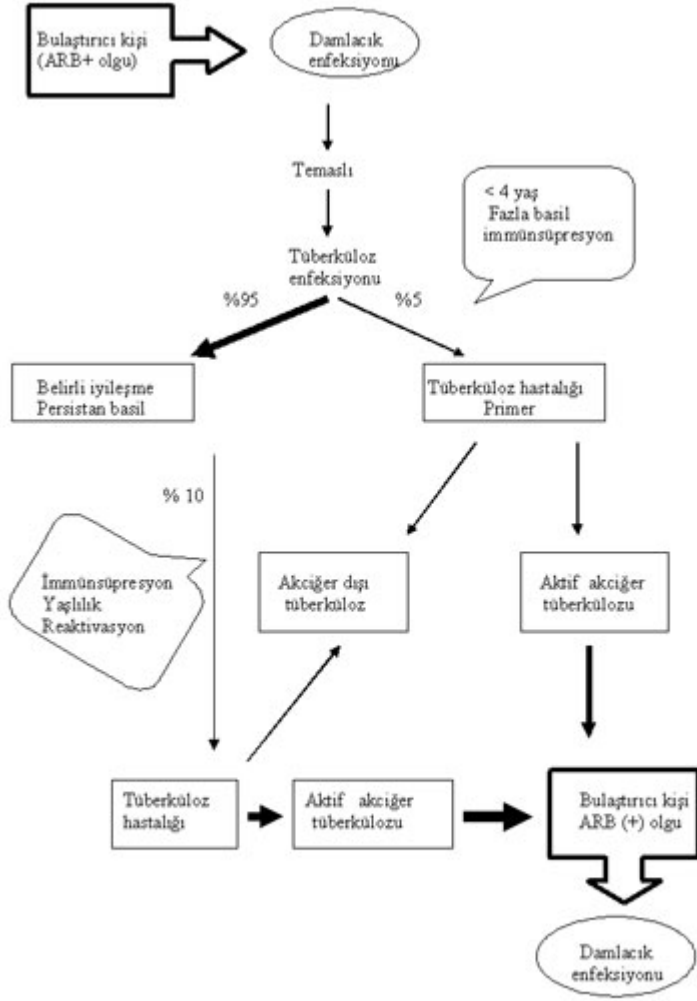 Bulaştırıcı kişi
(ARB+ olgu)
Damlacık
enfeksiyonu
Temaslı
< 4 yaş
Fazla basil
immünsüpresyon
Tüberküloz
enfeksiyonu
%95
%5
Belirli iyileşme
Persistan basil
Tüberküloz hastalığı
Primer
% 10
İmmünsüpresyon
Yaşlılık
Reaktivasyon
Akciğer dışı
tüberküloz
Aktif akciğer
tüberkülozu
Tüberküloz
hastalığı
Aktif akciğer
tüberkülozu
Bulaştırıcı kişi
ARB (+) olgu
Damlacık
enfeksiyonu